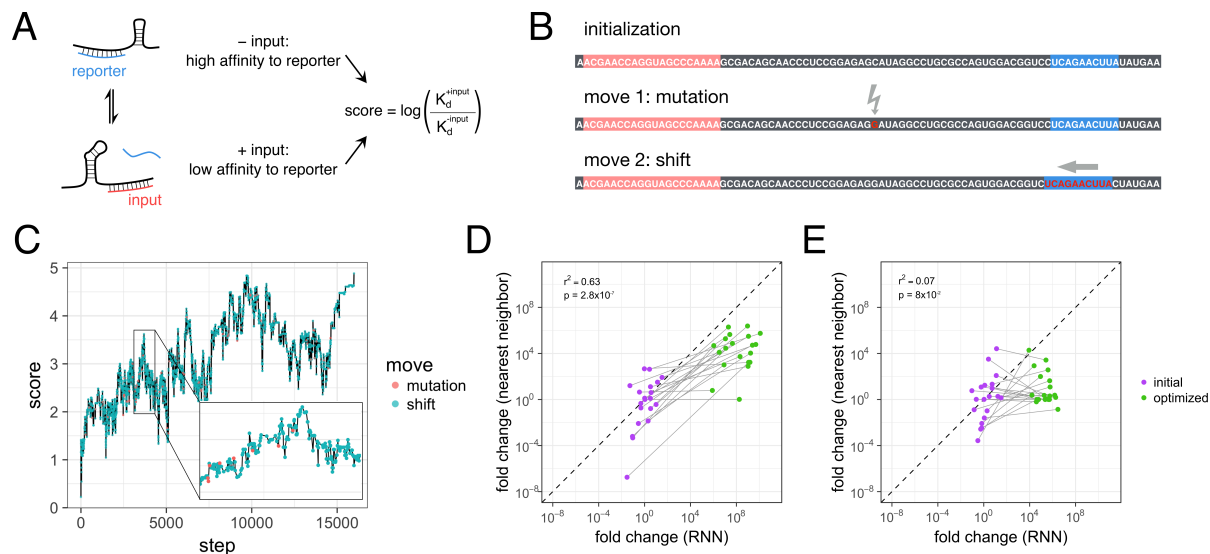 A
− input:
high affinity to reporter
reporter
score = log( K_d^+input / K_d^-input )
+ input:
low affinity to reporter
input
B
initialization
AACGAACCAGGUAGCCCAAAAGCGACAGCAACCCUCCGGAGAGCAUAGGCCUGCGCCAGUGGACGGUCCUCAGAACUUAUAUGAA
move 1: mutation
move 2: shift
AACGAACCAGGUAGCCCAAAAGCGACAGCAACCCUCCGGAGAGGAUAGGCCUGCGCCAGUGGACGGUCUCAGAACUUACUAUGAA
C
score
5
4
3
2
1
0
0
5000
10000
15000
step
move
mutation
shift
D
fold change (nearest neighbor)
r² = 0.63
p = 2.8x10⁻⁷
10⁸
10⁴
10⁰
10⁻⁴
10⁻⁸
10⁻⁸
10⁻⁴
10⁰
10⁴
10⁸
fold change (RNN)
E
fold change (nearest neighbor)
r² = 0.07
p = 8x10⁻²
10⁸
10⁴
10⁰
10⁻⁴
10⁻⁸
10⁻⁸
10⁻⁴
10⁰
10⁴
10⁸
fold change (RNN)
initial
optimized